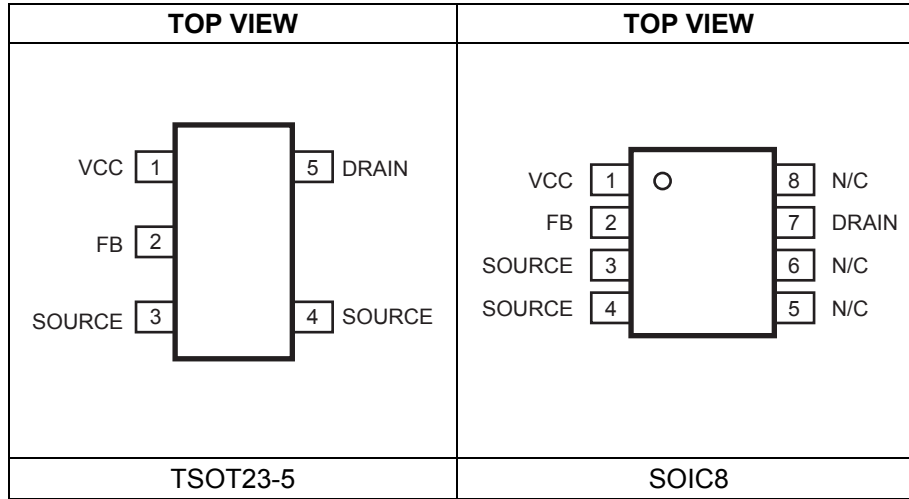 TOP VIEW
TOP VIEW
VCC 1
5 DRAIN
FB 2
SOURCE 3
4 SOURCE
VCC 1
8 N/C
FB 2
7 DRAIN
SOURCE 3
6 N/C
SOURCE 4
5 N/C
TSOT23-5
SOIC8